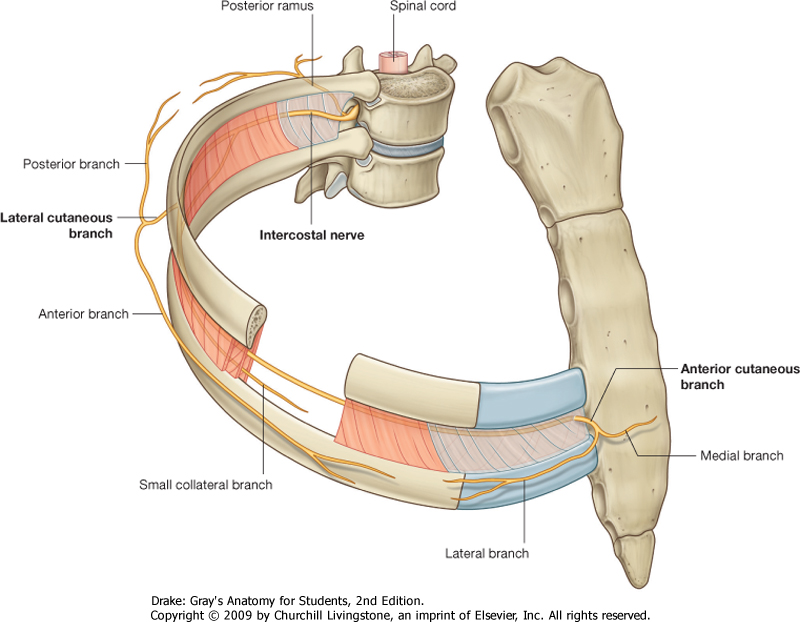 Posterior ramus
Spinal cord
Posterior branch
Lateral cutaneous
branch
Intercostal nerve
Anterior branch
Anterior cutaneous
branch
Medial branch
Small collateral branch
Lateral branch
Drake: Gray's Anatomy for Students, 2nd Edition.
Copyright © 2009 by Churchill Livingstone, an imprint of Elsevier, Inc. All rights reserved.